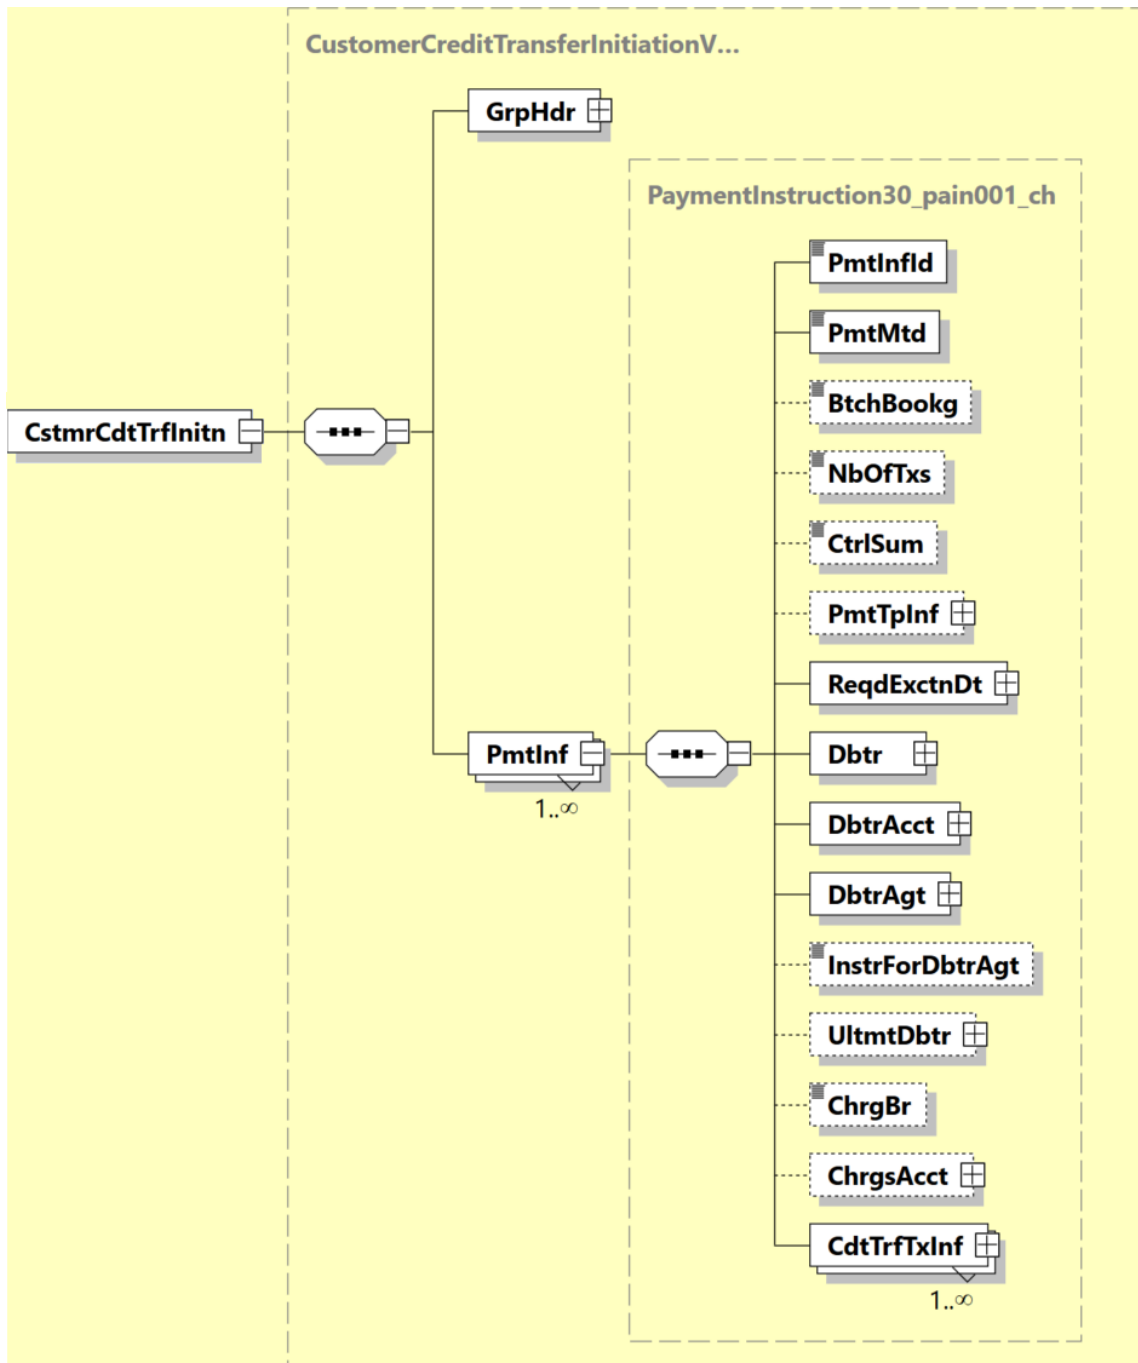 CustomerCreditTransferInitiationV...
GrpHdr
PaymentInstruction30_pain001_ch
PmtInfId
PmtMtd
BtchBookg
CstmrCdtTrfInitn
NbOfTxs
CtrlSum
PmtTpInf
ReqdExctnDt
PmtInf
1..∞
Dbtr
DbtrAcct
DbtrAgt
InstrForDbtrAgt
UltmtDbtr
ChrgBr
ChrgsAcct
CdtTrfTxInf
1..∞